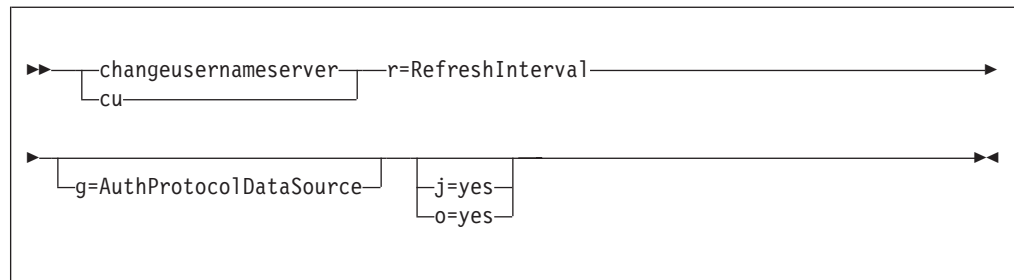 changeusernameserver r=RefreshInterval
cu
g=AuthProtocolDataSource j=yes
o=yes